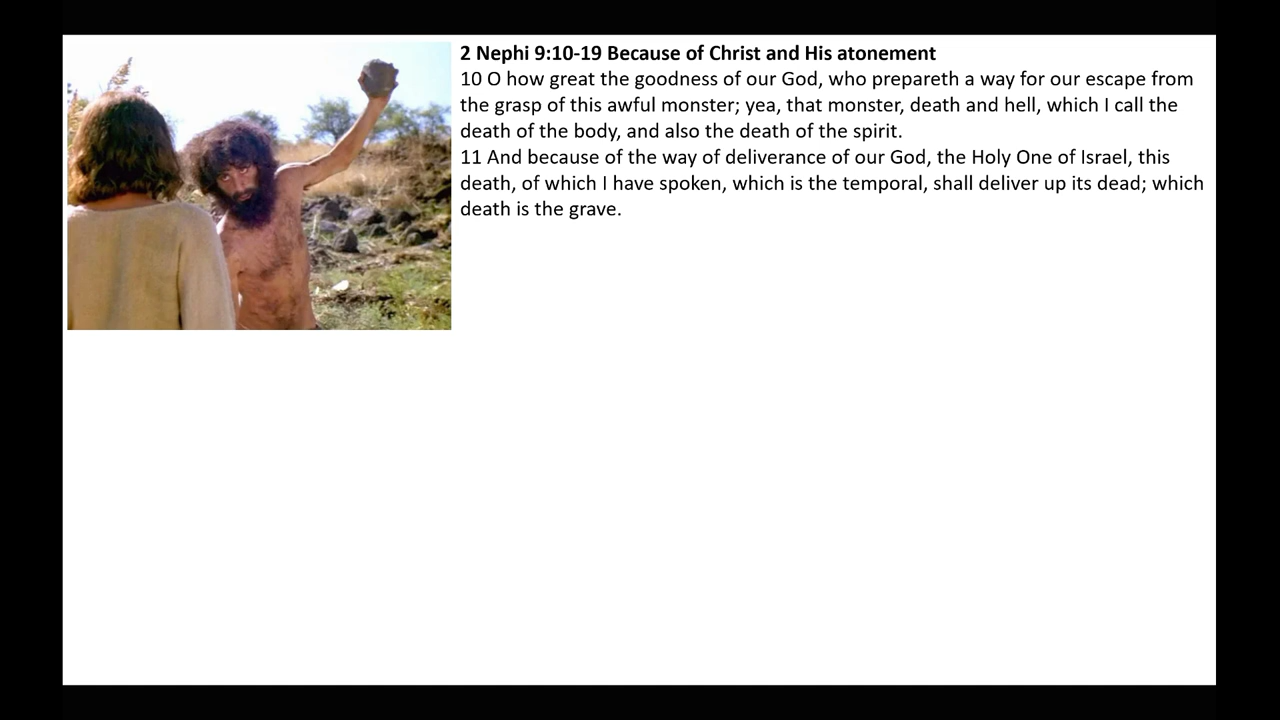 2 Nephi 9:10-19 Because of Christ and His atonement
10 O how great the goodness of our God, who prepareth a way for our escape from
the grasp of this awful monster; yea, that monster, death and hell, which I call the
death of the body, and also the death of the spirit.
11 And because of the way of deliverance of our God, the Holy One of Israel, this
death, of which I have spoken, which is the temporal, shall deliver up its dead; which
death is the grave.